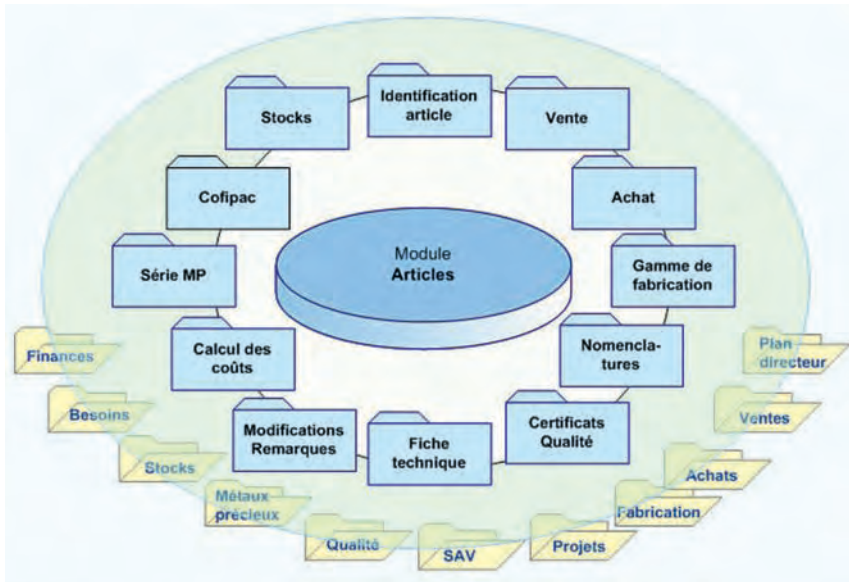 Identification
article
Stocks
Vente
Cofipac
Achat
Module
Articles
Série MP
Gamme de
fabrication
Calcul des
coûts
Nomencla-
tures
Modifications
Remarques
Fiche
technique
Certificats
Qualité
Finances
Besoins
Stocks
Métaux
précieux
Qualité
SAV
Projets
Fabrication
Achats
Ventes
Plan
directeur